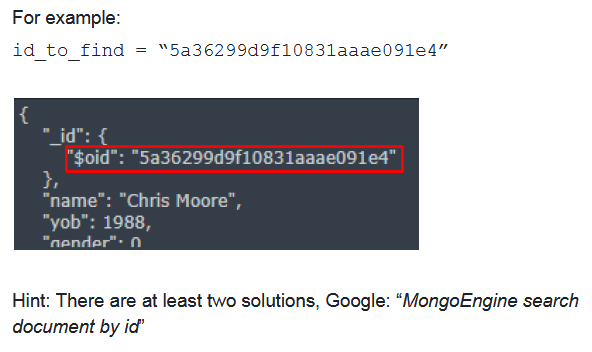 For example:
id_to_find = “5a36299d9f10831aaae091e4”
{
"_id": {
"$oid": "5a36299d9f10831aaae091e4"
},
"name": "Chris Moore",
"yob": 1988,
"gender": 0
Hint: There are at least two solutions, Google: “MongoEngine search
document by id”